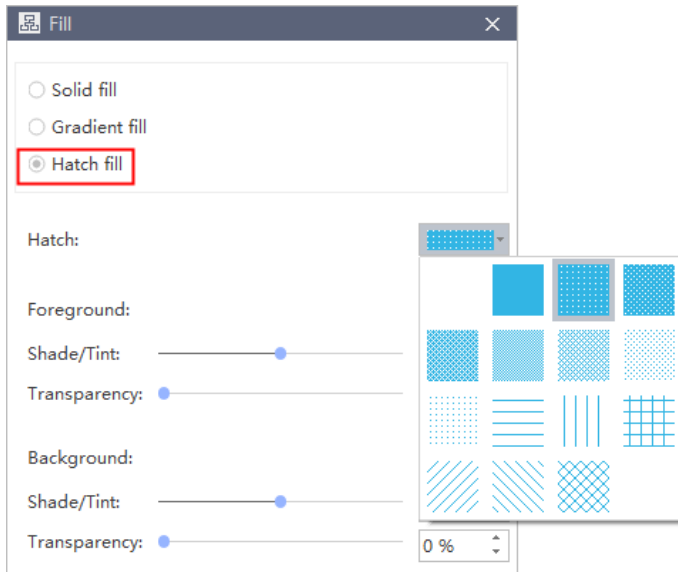 Fill
Solid fill
Gradient fill
Hatch fill
Hatch:
Foreground:
Shade/Tint:
Transparency:
Background:
Shade/Tint:
Transparency:
0 %